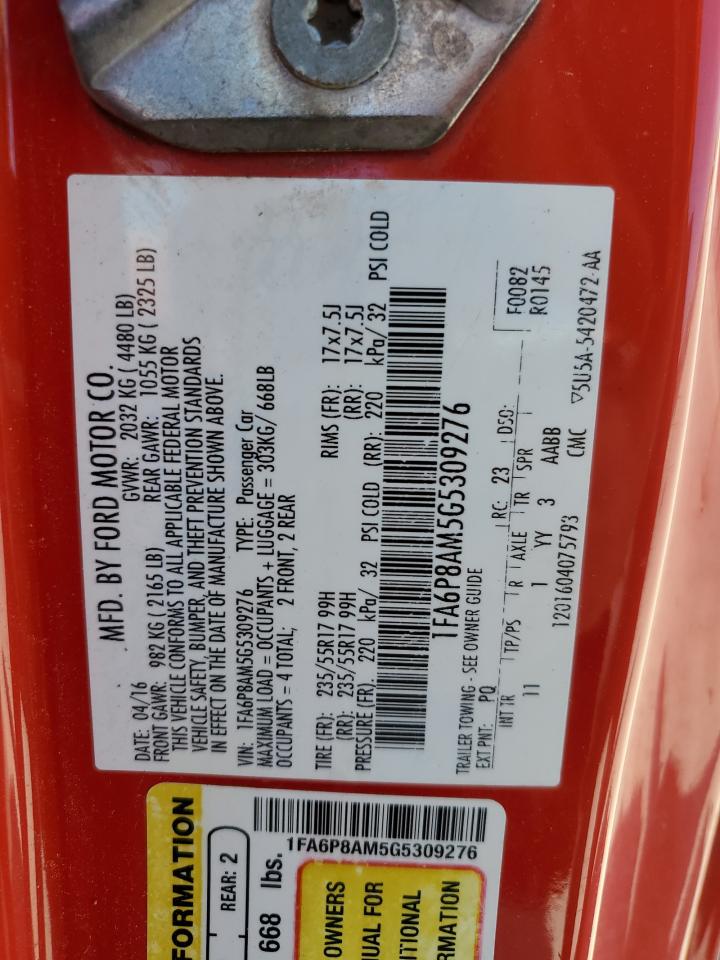 MFD. BY FORD MOTOR CO.
DATE: 04/16 GVWR: 2032 KG ( 4480 LB)
FRONT GAWR: 982 KG ( 2165 LB) REAR GAWR: 1055 KG ( 2325 LB)
THIS VEHICLE CONFORMS TO ALL APPLICABLE FEDERAL MOTOR
VEHICLE SAFETY, BUMPER, AND THEFT PREVENTION STANDARDS
IN EFFECT ON THE DATE OF MANUFACTURE SHOWN ABOVE.
VIN: 1FA6P8AM5G5309276 TYPE: Passenger Car
MAXIMUM LOAD = OCCUPANTS + LUGGAGE = 303KG/ 668LB
OCCUPANTS = 4 TOTAL; 2 FRONT, 2 REAR
TIRE (FR): 235/55R17 99H RIMS (FR): 17x7.5J
(RR): 235/55R17 99H (RR): 17x7.5J
PRESSURE (FR): 220 kPa/ 32 PSI COLD (RR): 220 kPa/ 32 PSI COLD
1FA6P8AM5G5309276
TRAILER TOWING - SEE OWNER GUIDE
EXT PNT: PQ RC: 23 DSO: F0082
R0145
INT TR TP/PS R AXLE TR SPR
11 1 YY 3 AABB
1201604075793 CMC ▽5U5A-5420472-AA
FORMATION
REAR: 2
668 lbs.
1FA6P8AM5G5309276
OWNERS
UAL FOR
ITIONAL
RMATION